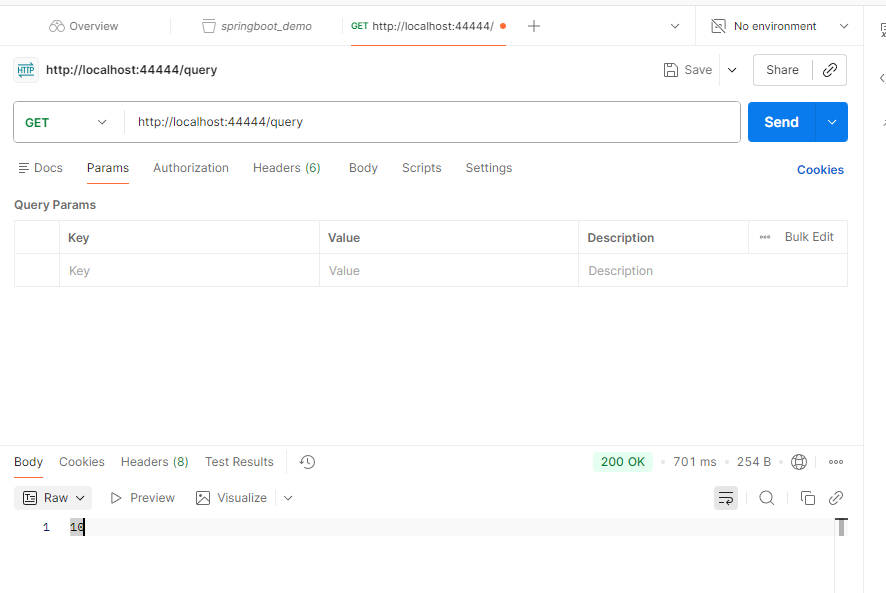 Overview springboot_demo GET http://localhost:44444/ No environment
HTTP http://localhost:44444/query Save Share
GET http://localhost:44444/query Send
Docs Params Authorization Headers (6) Body Scripts Settings Cookies
Query Params
Key Value Description Bulk Edit
Key Value Description
Body Cookies Headers (8) Test Results 200 OK 701 ms 254 B
Raw Preview Visualize
1 10